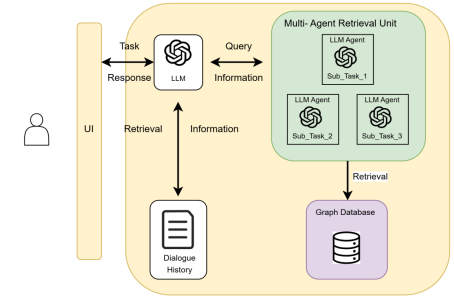 Multi- Agent Retrieval Unit
Task
Query
LLM Agent
Response
LLM
Information
Sub_Task_1
LLM Agent
LLM Agent
UI
Retrieval
Information
Sub_Task_2
Sub_Task_3
Retrieval
Graph Database
Dialogue
History